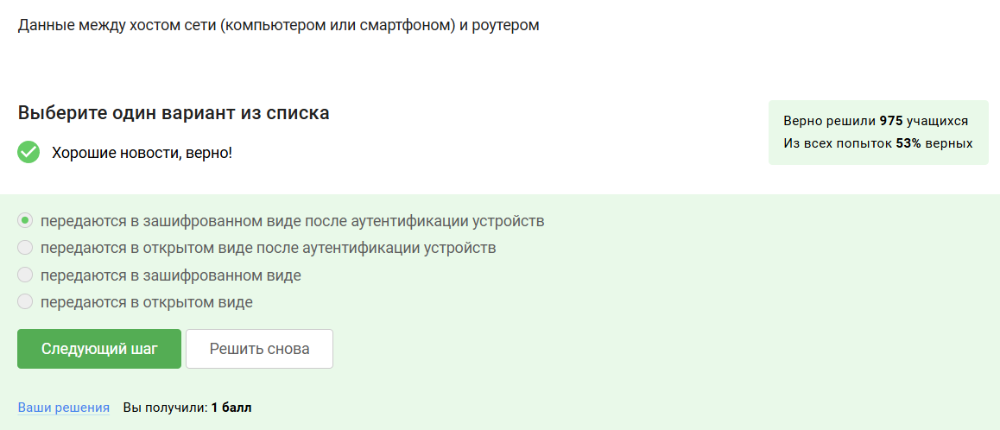 Данные между хостом сети (компьютером или смартфоном) и роутером
Выберите один вариант из списка
Верно решили 975 учащихся
Из всех попыток 53% верных
Хорошие новости, верно!
передаются в зашифрованном виде после аутентификации устройств
передаются в открытом виде после аутентификации устройств
передаются в зашифрованном виде
передаются в открытом виде
Следующий шаг
Решить снова
Ваши решения Вы получили: 1 балл